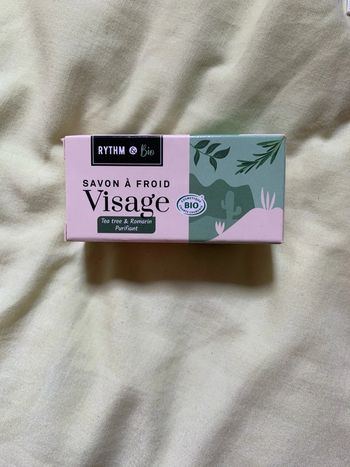 RYTHM & Bio
SAVON À FROID
Visage
Tea tree & Romarin
Purifiant
BIO